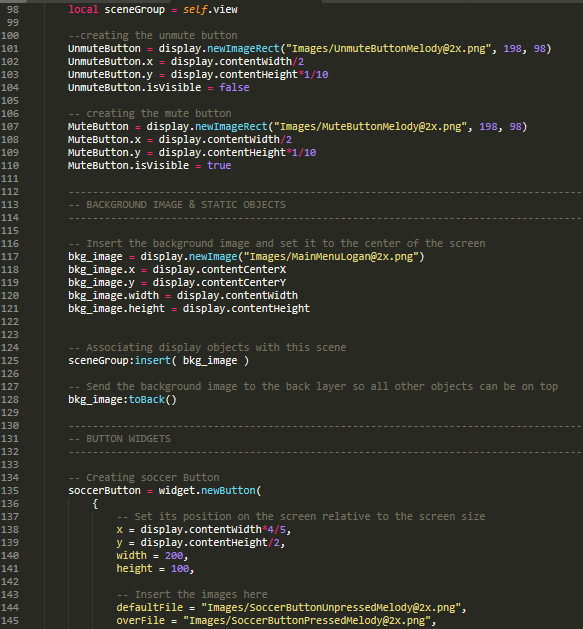 98 local sceneGroup = self.view
99
100 --creating the unmute button
101 UnmuteButton = display.newImageRect("Images/UnmuteButtonMelody@2x.png", 198, 98)
102 UnmuteButton.x = display.contentWidth/2
103 UnmuteButton.y = display.contentHeight*1/10
104 UnmuteButton.isVisible = false
105
106 -- creating the mute button
107 MuteButton = display.newImageRect("Images/MuteButtonMelody@2x.png", 198, 98)
108 MuteButton.x = display.contentWidth/2
109 MuteButton.y = display.contentHeight*1/10
110 MuteButton.isVisible = true
111
112 --------------------------------------------------------------------------------
113 -- BACKGROUND IMAGE & STATIC OBJECTS
114 --------------------------------------------------------------------------------
115
116 -- Insert the background image and set it to the center of the screen
117 bkg_image = display.newImage("Images/MainMenuLogan@2x.png")
118 bkg_image.x = display.contentCenterX
119 bkg_image.y = display.contentCenterY
120 bkg_image.width = display.contentWidth
121 bkg_image.height = display.contentHeight
122
123
124 -- Associating display objects with this scene
125 sceneGroup:insert( bkg_image )
126
127 -- Send the background image to the back layer so all other objects can be on top
128 bkg_image:toBack()
129
130 --------------------------------------------------------------------------------
131 -- BUTTON WIDGETS
132 --------------------------------------------------------------------------------
133
134 -- Creating soccer Button
135 soccerButton = widget.newButton(
136 {
137 -- Set its position on the screen relative to the screen size
138 x = display.contentWidth*4/5,
139 y = display.contentHeight/2,
140 width = 200,
141 height = 100,
142
143 -- Insert the images here
144 defaultFile = "Images/SoccerButtonUnpressedMelody@2x.png",
145 overFile = "Images/SoccerButtonPressedMelody@2x.png",